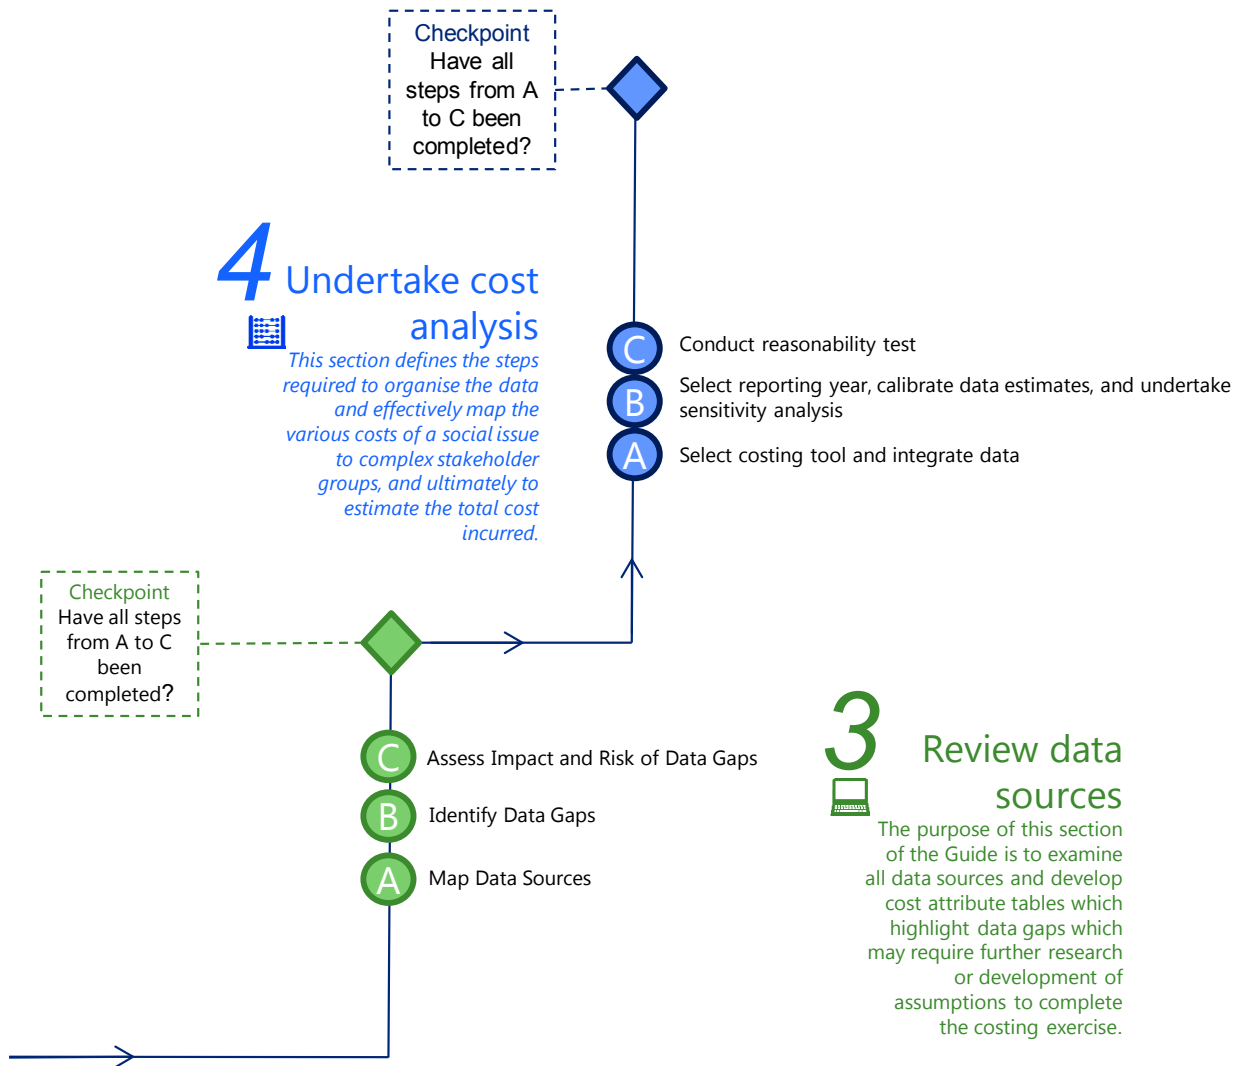 Checkpoint
Have all
steps from A
to C been
completed?
4
Undertake cost
analysis
This section defines the steps
required to organise the data
and effectively map the
various costs of a social issue
to complex stakeholder
groups, and ultimately to
estimate the total cost
incurred.
C
Conduct reasonability test
B
Select reporting year, calibrate data estimates, and undertake
sensitivity analysis
A
Select costing tool and integrate data
Checkpoint
Have all steps
from A to C
been
completed?
C
Assess Impact and Risk of Data Gaps
B
Identify Data Gaps
A
Map Data Sources
3
Review data
sources
The purpose of this section
of the Guide is to examine
all data sources and develop
cost attribute tables which
highlight data gaps which
may require further research
or development of
assumptions to complete
the costing exercise.